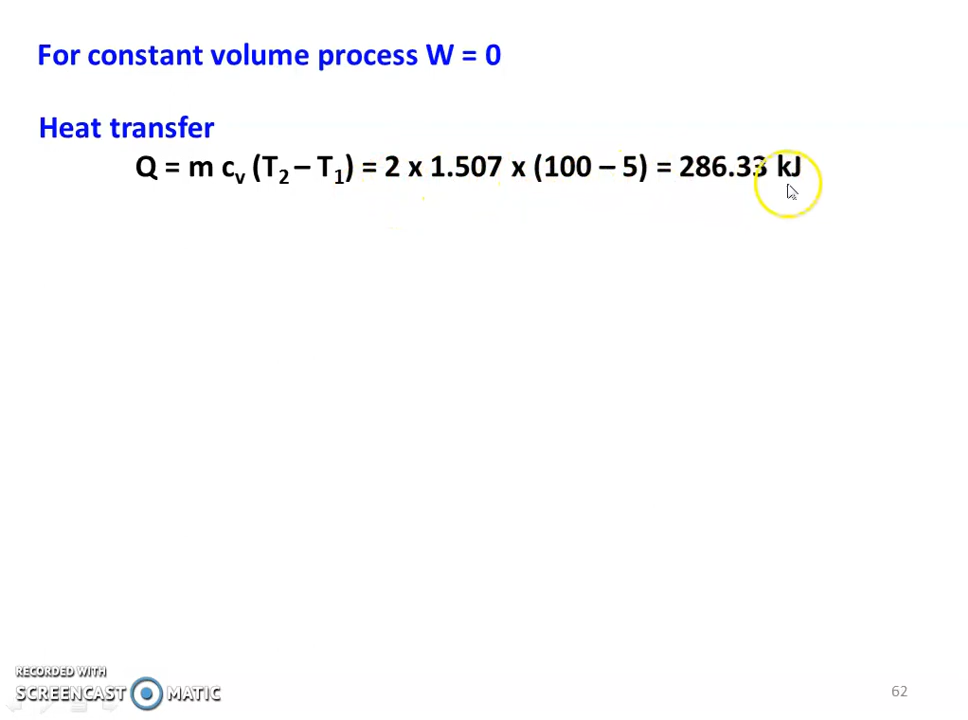 For constant volume process W = 0
Heat transfer
Q = m cᵥ (T₂ – T₁) = 2 x 1.507 x (100 – 5) = 286.33 kJ
RECORDED WITH
SCREENCAST MATIC
62